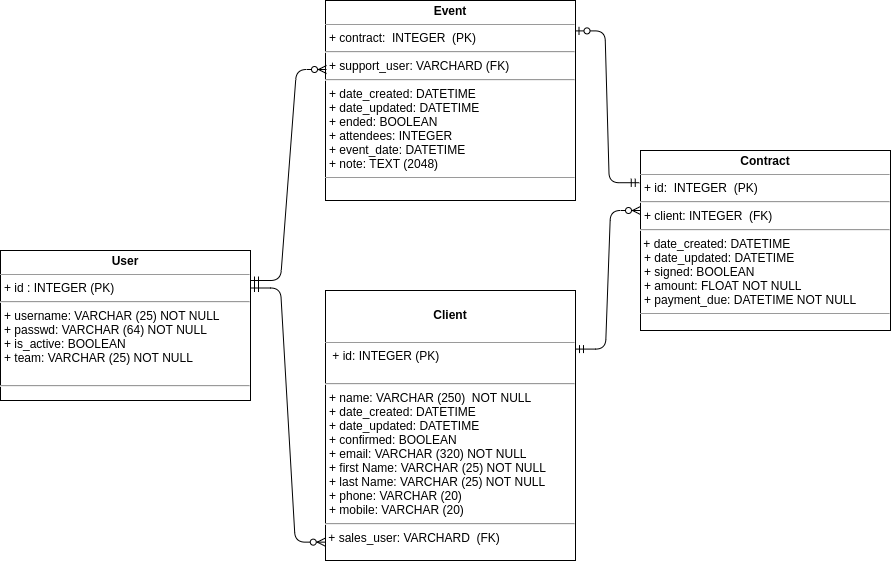 Event
+ contract:  INTEGER  (PK)
+ support_user: VARCHARD (FK)
+ date_created: DATETIME
+ date_updated: DATETIME
+ ended: BOOLEAN
+ attendees: INTEGER
+ event_date: DATETIME
+ note: TEXT (2048)
Contract
+ id:  INTEGER  (PK)
+ client: INTEGER  (FK)
+ date_created: DATETIME
+ date_updated: DATETIME
+ signed: BOOLEAN
+ amount: FLOAT NOT NULL
+ payment_due: DATETIME NOT NULL
User
+ id : INTEGER (PK)
+ username: VARCHAR (25) NOT NULL
+ passwd: VARCHAR (64) NOT NULL
+ is_active: BOOLEAN
+ team: VARCHAR (25) NOT NULL
Client
+ id: INTEGER (PK)
+ name: VARCHAR (250)  NOT NULL
+ date_created: DATETIME
+ date_updated: DATETIME
+ confirmed: BOOLEAN
+ email: VARCHAR (320) NOT NULL
+ first Name: VARCHAR (25) NOT NULL
+ last Name: VARCHAR (25) NOT NULL
+ phone: VARCHAR (20)
+ mobile: VARCHAR (20)
+ sales_user: VARCHARD  (FK)